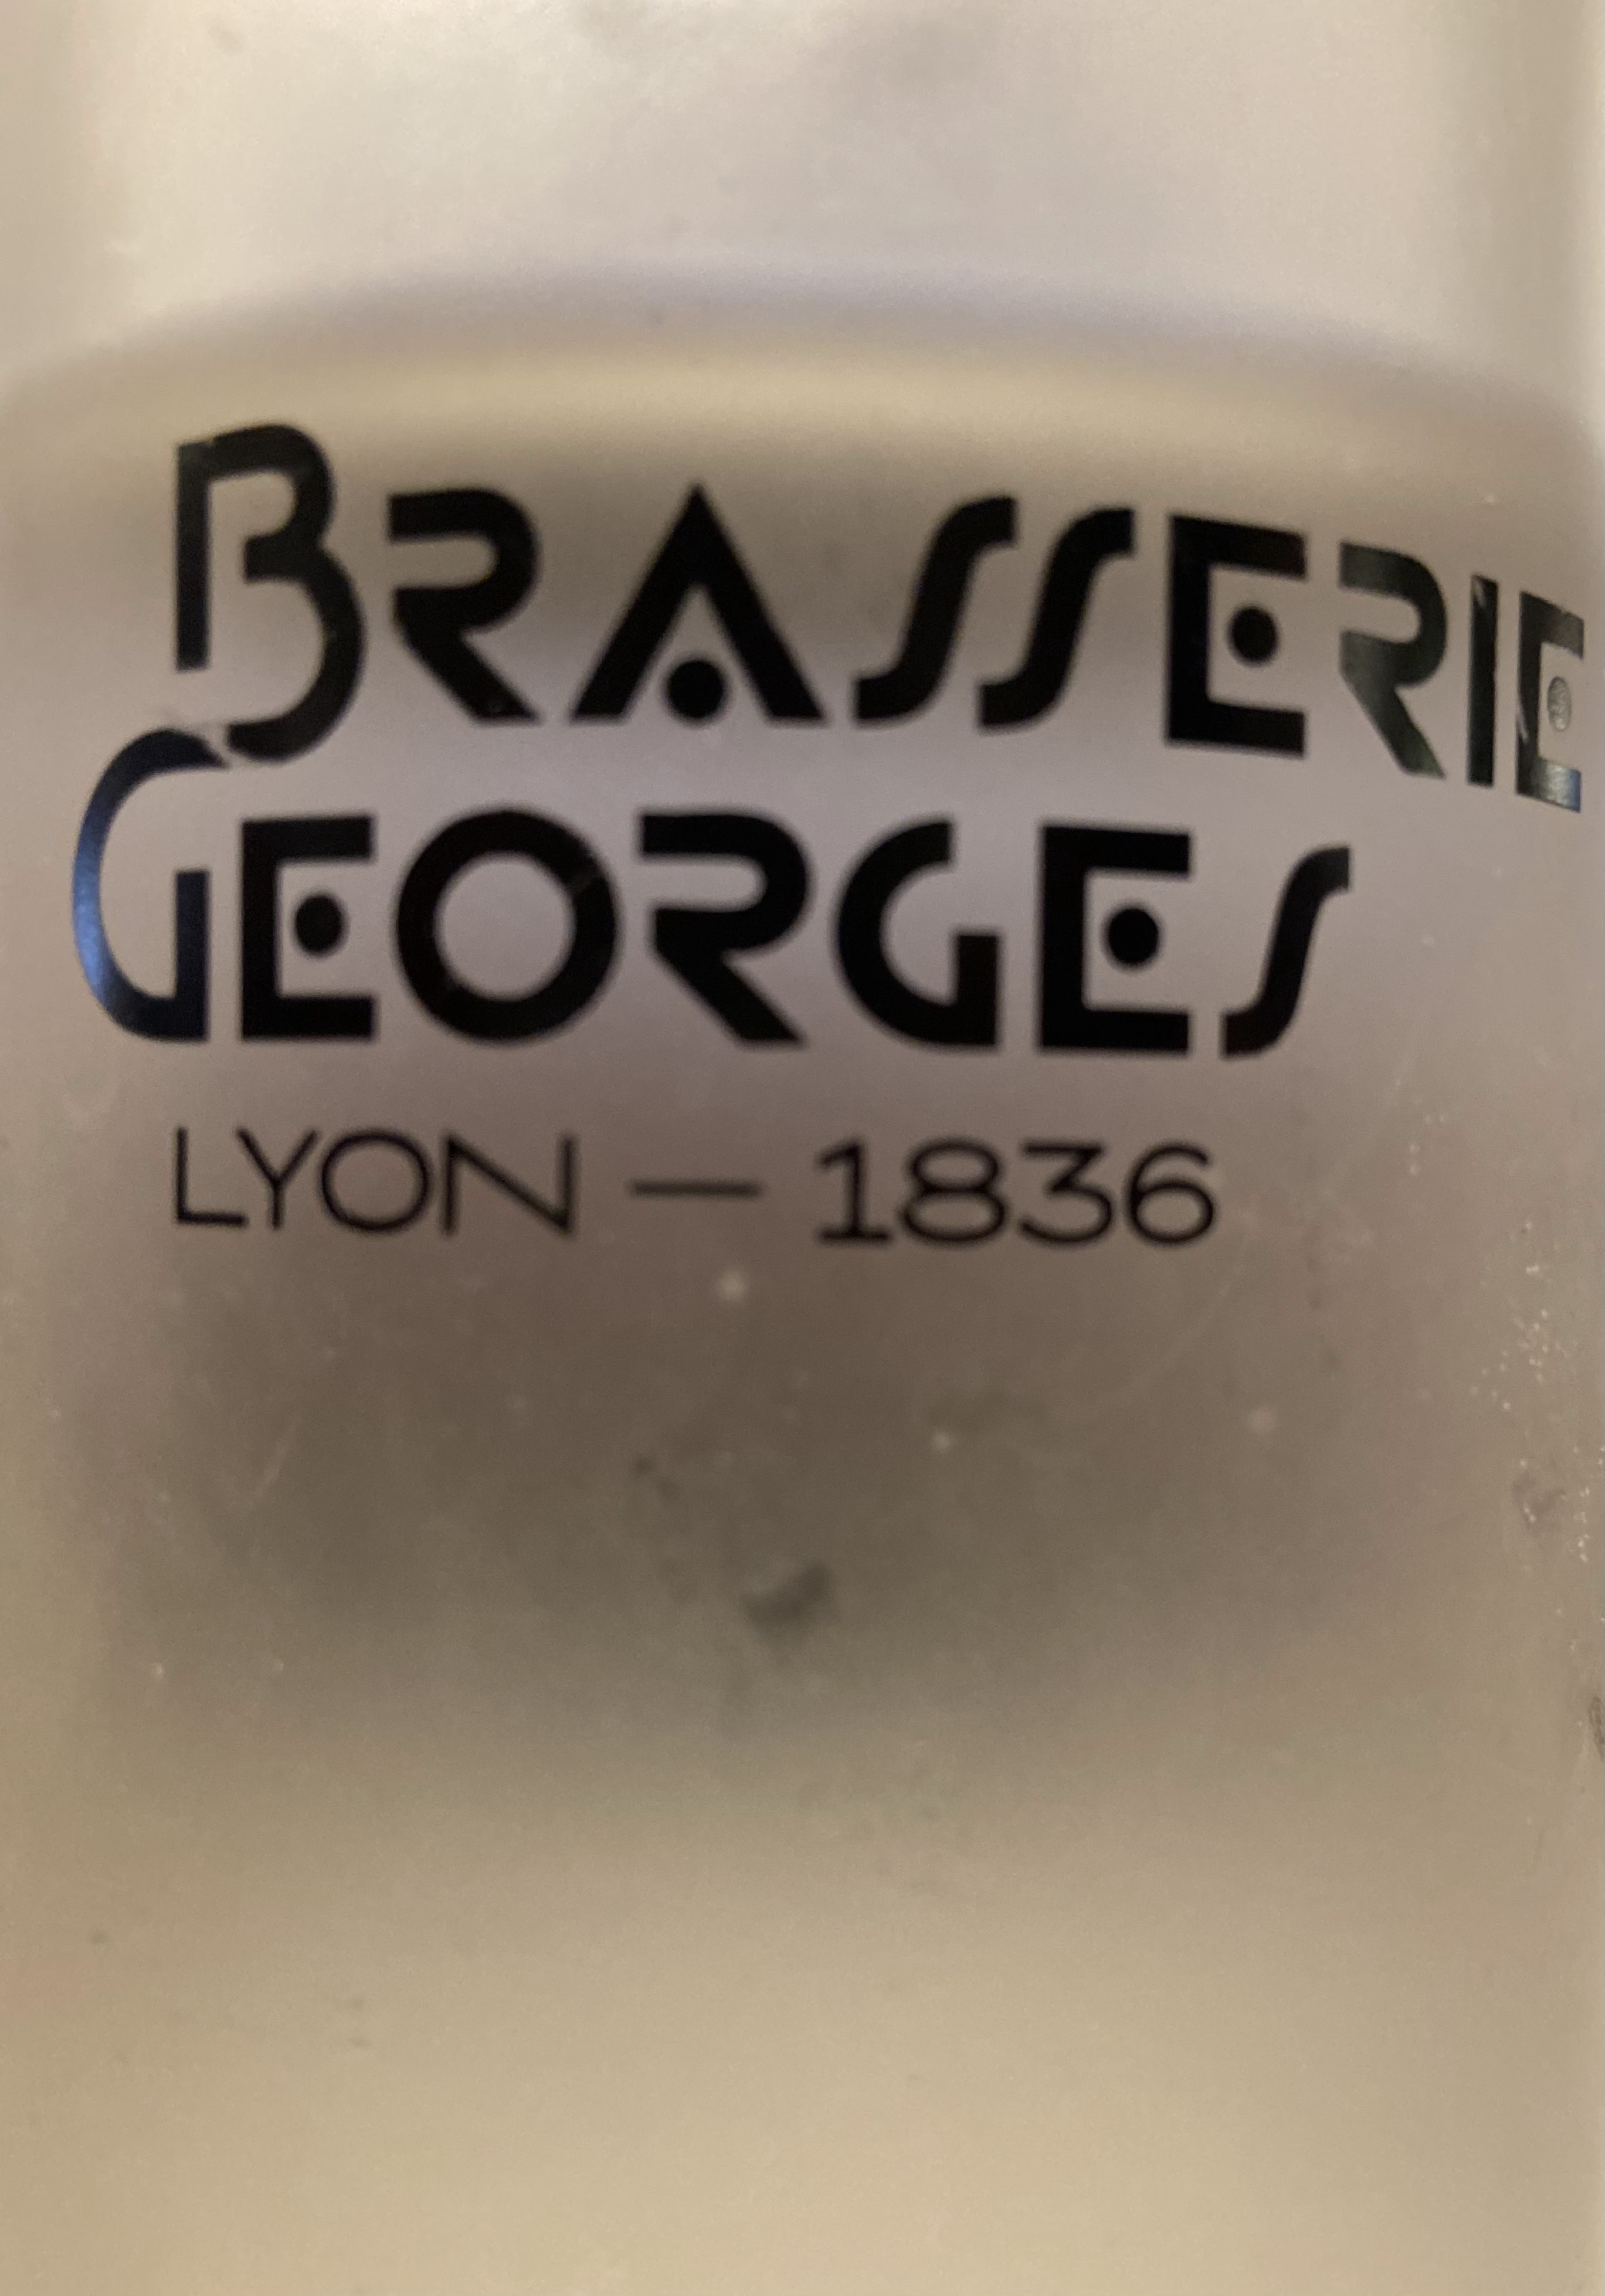 BRASSERIE
GEORGES
LYON — 1836